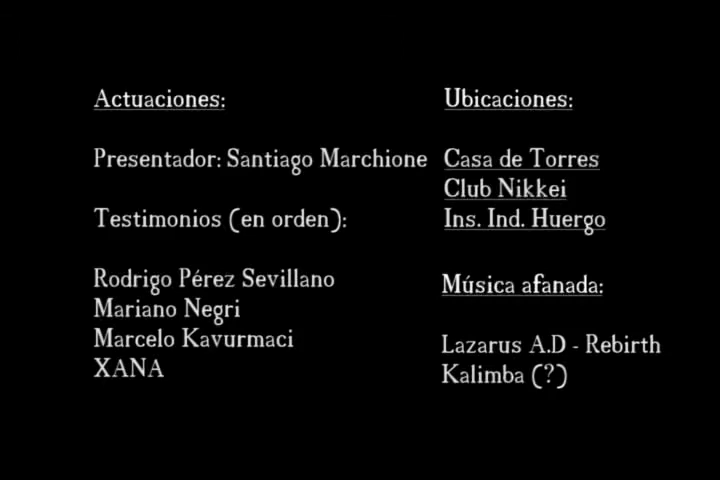 Actuaciones:
Presentador: Santiago Marchione
Testimonios (en orden):
Rodrigo Pérez Sevillano
Mariano Negri
Marcelo Kavurmaci
XANA
Ubicaciones:
Casa de Torres
Club Nikkei
Ins. Ind. Huergo
Música afanada:
Lazarus A.D - Rebirth
Kalimba (?)